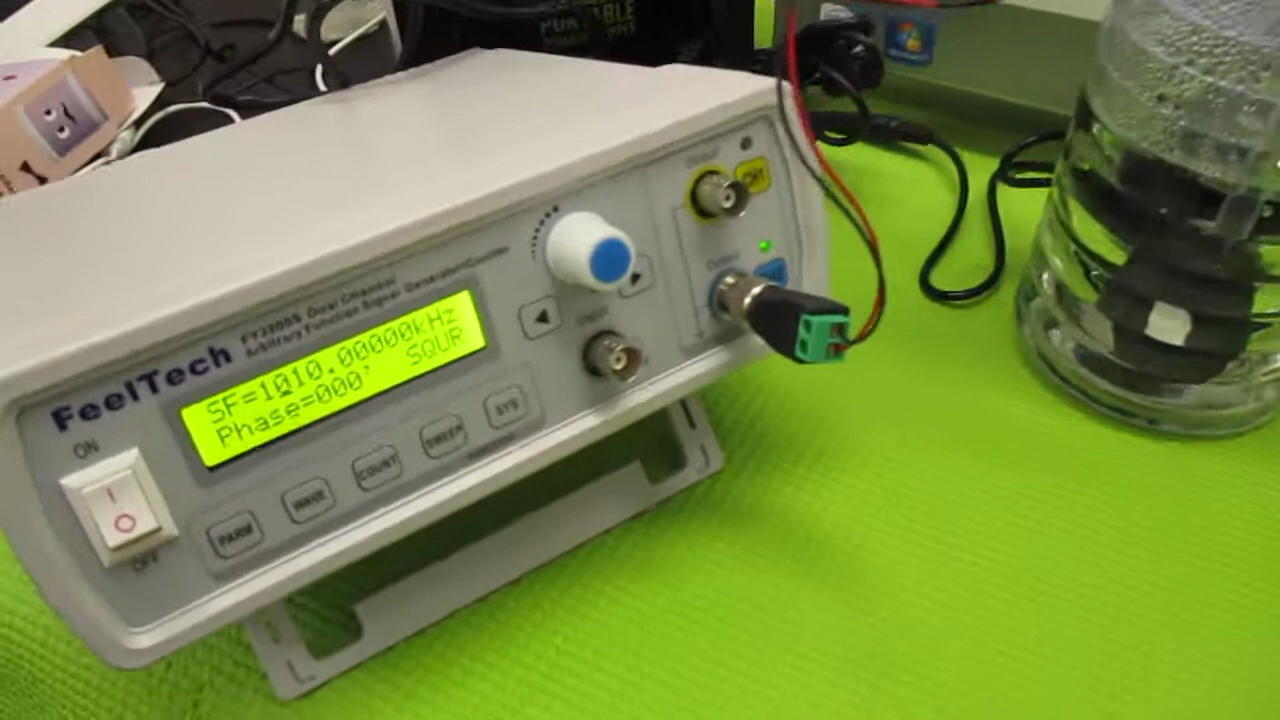 FeelTech
FY3200S Dual Channel
Arbitrary Function Signal Generator/Counter
SF=1010.00000kHz
Phase=000' SQUR
ON
OFF
PARM
WAVE
COUNT
SWEEP
SYS
CH1